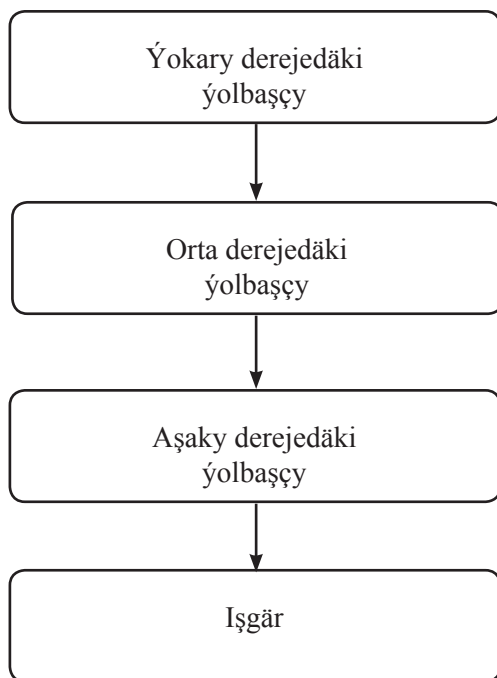 Ýokary derejedäki
ýolbaşçy
Orta derejedäki
ýolbaşçy
Aşaky derejedäki
ýolbaşçy
Işgär